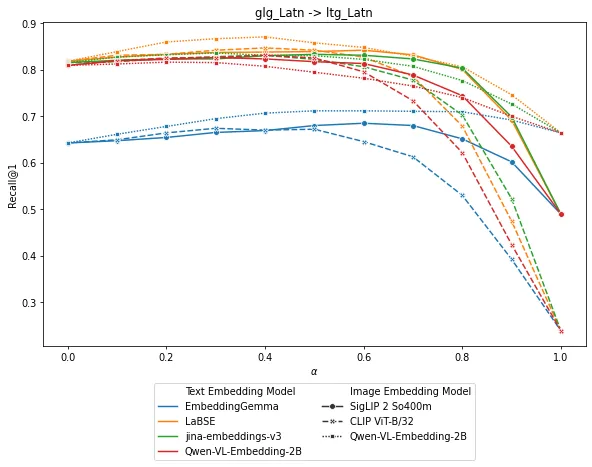 glg_Latn -> ltg_Latn
Recall@1
0.9
0.8
0.7
0.6
0.5
0.4
0.3
0.0
0.2
0.4
0.6
0.8
1.0
α
Text Embedding Model
EmbeddingGemma
LaBSE
jina-embeddings-v3
Qwen-VL-Embedding-2B
Image Embedding Model
SigLIP 2 So400m
CLIP ViT-B/32
Qwen-VL-Embedding-2B